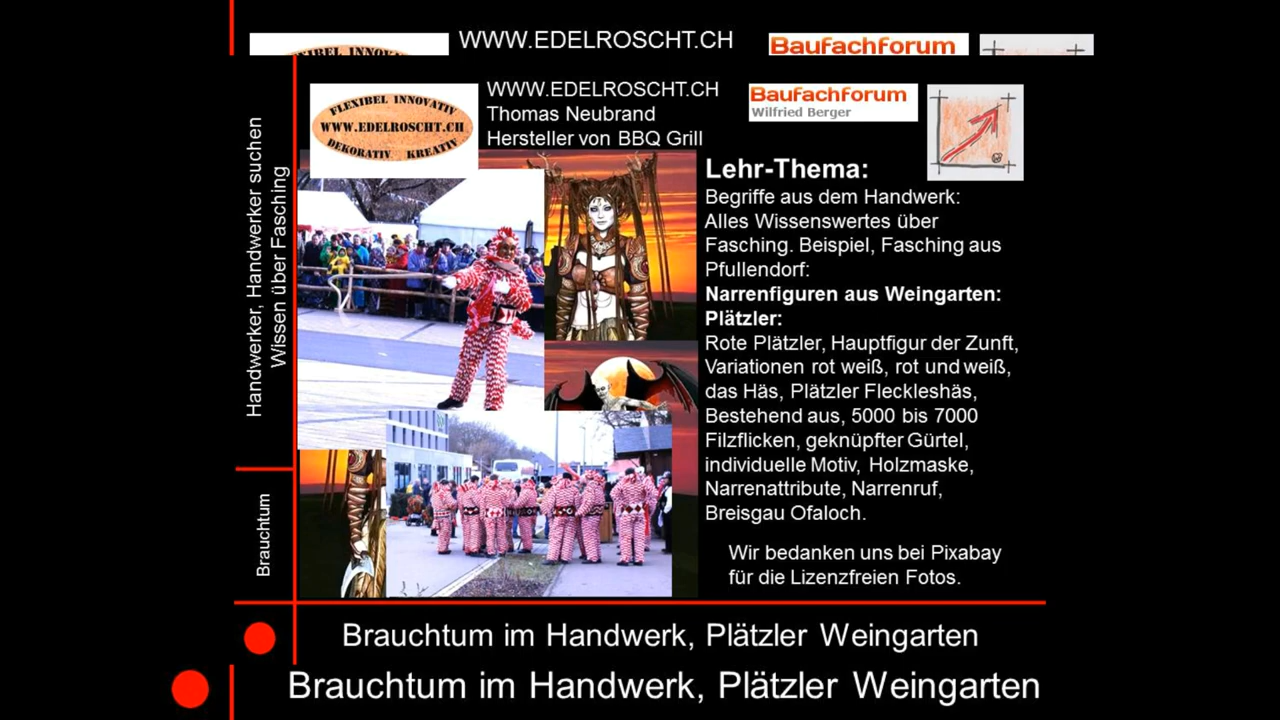 WWW.EDELROSCHT.CH
Baufachforum
FLEXIBEL INNOVATIV
WWW.EDELROSCHT.CH
DEKORATIV KREATIV
WWW.EDELROSCHT.CH
Thomas Neubrand
Hersteller von BBQ Grill
Baufachforum
Wilfried Berger
Handwerker, Handwerker suchen
Wissen über Fasching
Brauchtum
Lehr-Thema:
Begriffe aus dem Handwerk:
Alles Wissenswertes über
Fasching. Beispiel, Fasching aus
Pfullendorf:
Narrenfiguren aus Weingarten:
Plätzler:
Rote Plätzler, Hauptfigur der Zunft,
Variationen rot weiß, rot und weiß,
das Häs, Plätzler Fleckleshäs,
Bestehend aus, 5000 bis 7000
Filzflicken, geknüpfter Gürtel,
individuelle Motiv, Holzmaske,
Narrenattribute, Narrenruf,
Breisgau Ofaloch.
Wir bedanken uns bei Pixabay
für die Lizenzfreien Fotos.
Brauchtum im Handwerk, Plätzler Weingarten
Brauchtum im Handwerk, Plätzler Weingarten